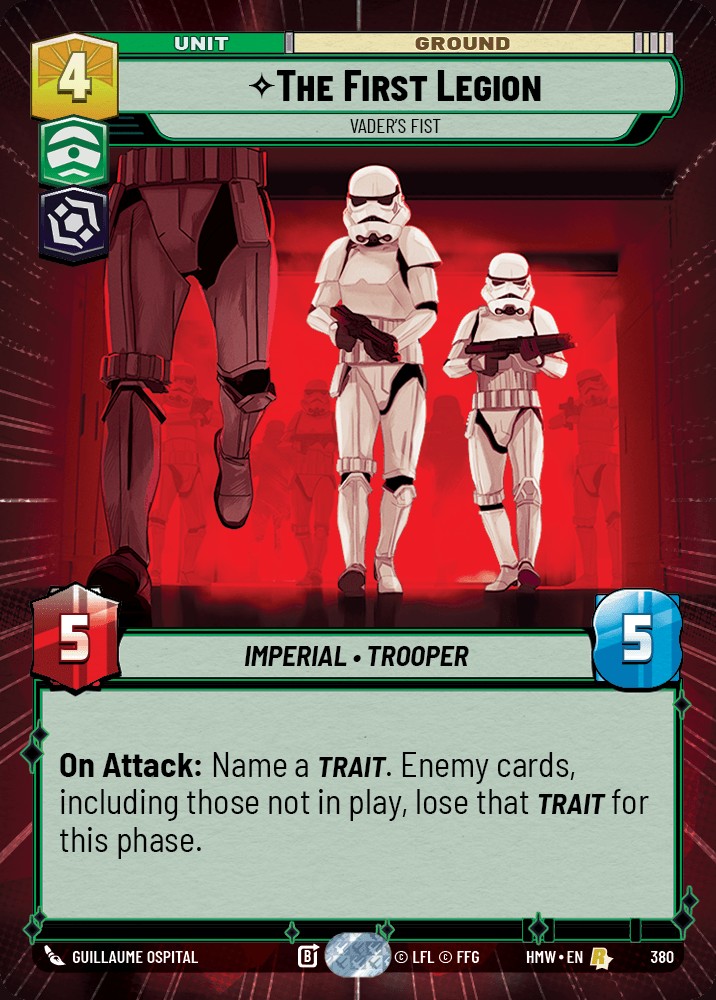 UNIT GROUND
4
THE FIRST LEGION
VADER'S FIST
5 IMPERIAL • TROOPER 5
On Attack: Name a TRAIT. Enemy cards,
including those not in play, lose that TRAIT for
this phase.
GUILLAUME OSPITAL B © LFL © FFG HMW • EN R 380